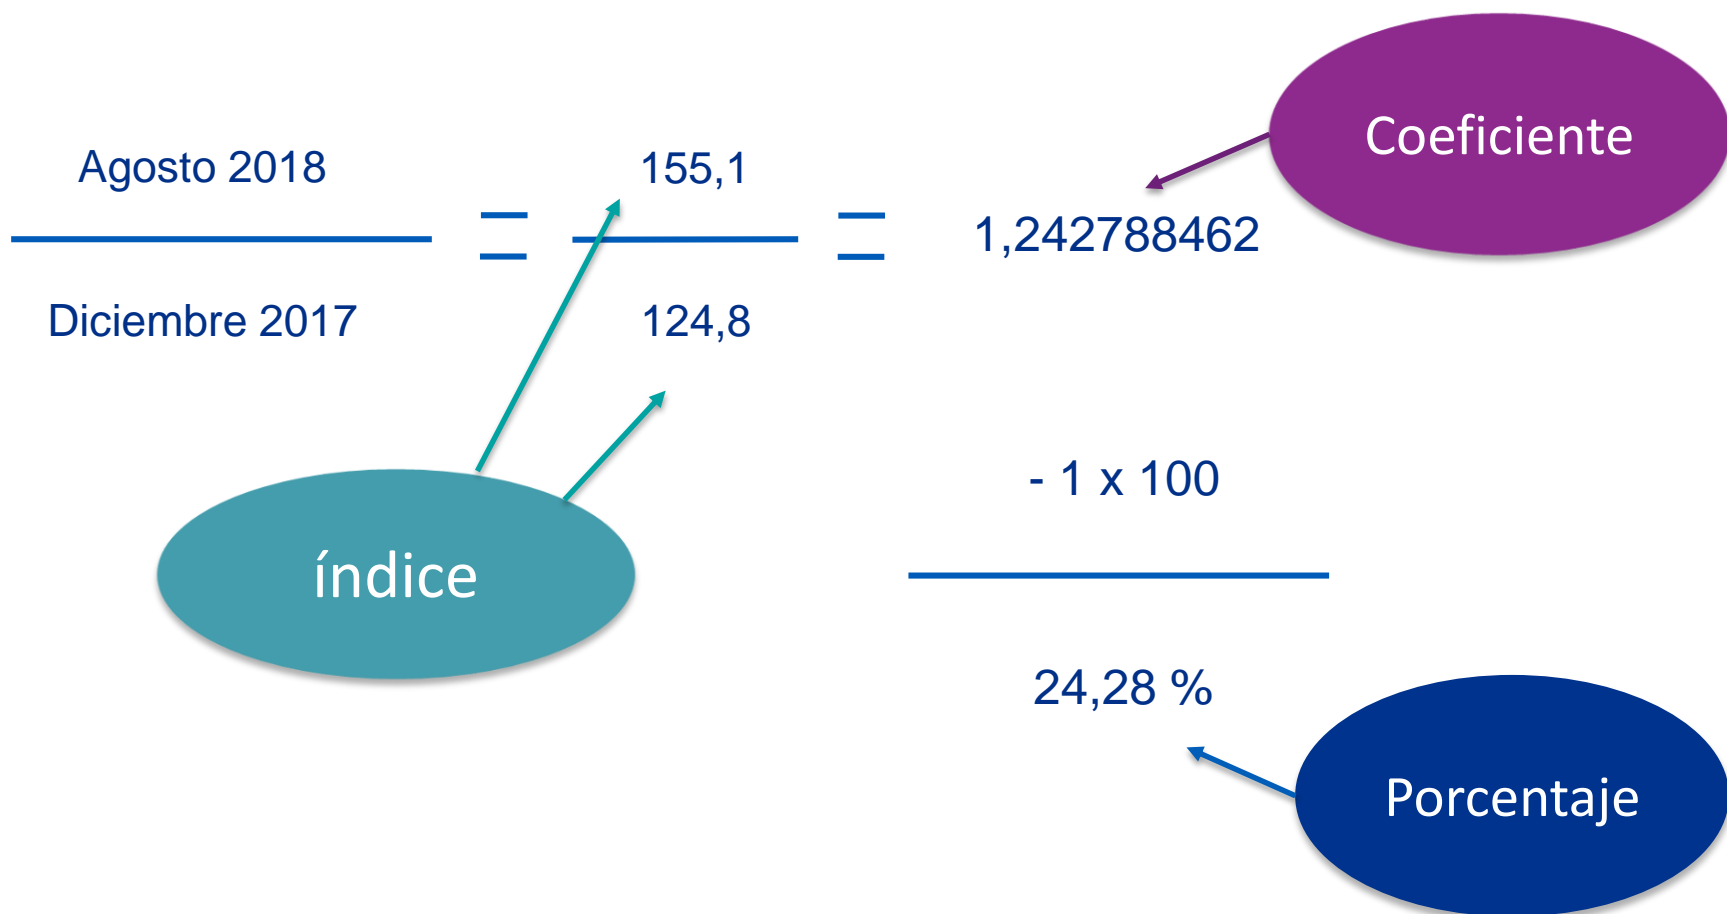 Coeficiente
Agosto 2018
155,1
=
=
1,242788462
Diciembre 2017
124,8
- 1 x 100
índice
24,28 %
Porcentaje